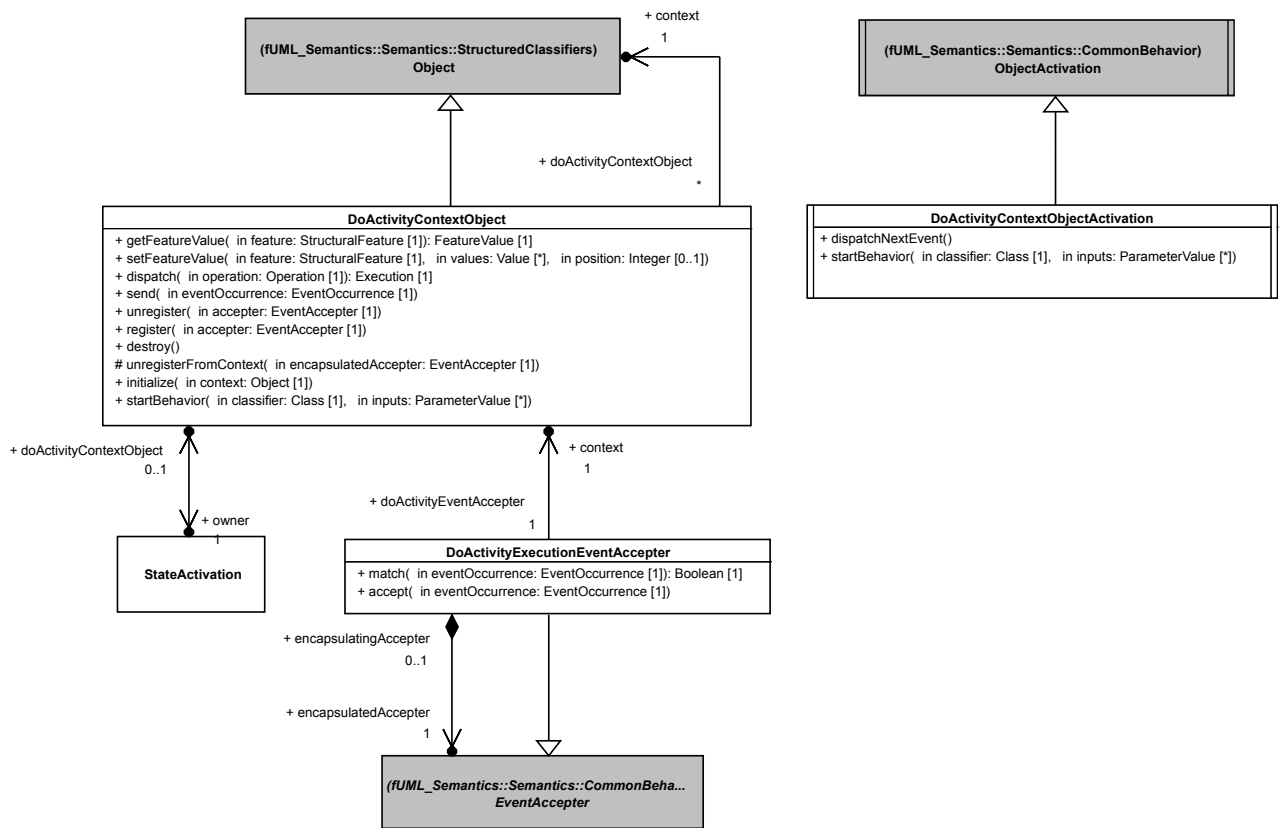 + context
1
(fUML_Semantics::Semantics::StructuredClassifiers)
Object
(fUML_Semantics::Semantics::CommonBehavior)
ObjectActivation
+ doActivityContextObject
*
DoActivityContextObject
+ getFeatureValue( in feature: StructuralFeature [1]): FeatureValue [1]
+ setFeatureValue( in feature: StructuralFeature [1], in values: Value [*], in position: Integer [0..1])
+ dispatch( in operation: Operation [1]): Execution [1]
+ send( in eventOccurrence: EventOccurrence [1])
+ unregister( in accepter: EventAccepter [1])
+ register( in accepter: EventAccepter [1])
+ destroy()
# unregisterFromContext( in encapsulatedAccepter: EventAccepter [1])
+ initialize( in context: Object [1])
+ startBehavior( in classifier: Class [1], in inputs: ParameterValue [*])
DoActivityContextObjectActivation
+ dispatchNextEvent()
+ startBehavior( in classifier: Class [1], in inputs: ParameterValue [*])
+ doActivityContextObject
0..1
+ context
1
+ doActivityEventAccepter
1
+ owner
1
StateActivation
DoActivityExecutionEventAccepter
+ match( in eventOccurrence: EventOccurrence [1]): Boolean [1]
+ accept( in eventOccurrence: EventOccurrence [1])
+ encapsulatingAccepter
0..1
+ encapsulatedAccepter
1
(fUML_Semantics::Semantics::CommonBeha...
EventAccepter